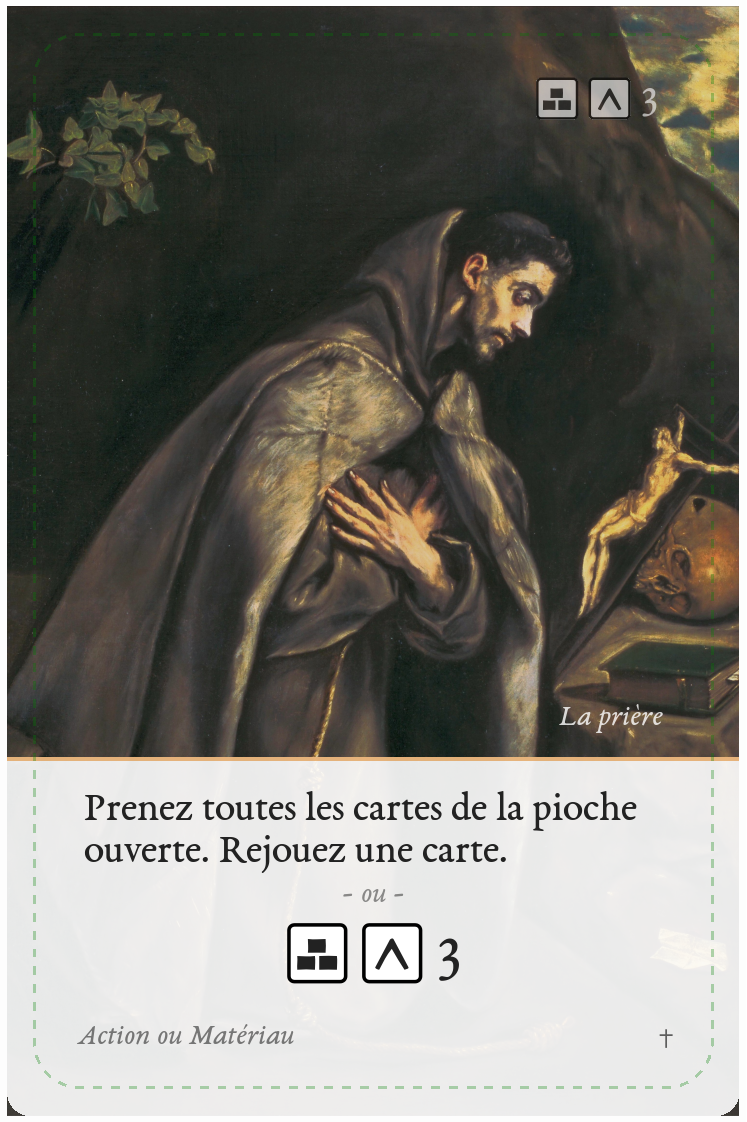 3
La prière
Prenez toutes les cartes de la pioche
ouverte. Rejouez une carte.
- ou -
3
Action ou Matériau †